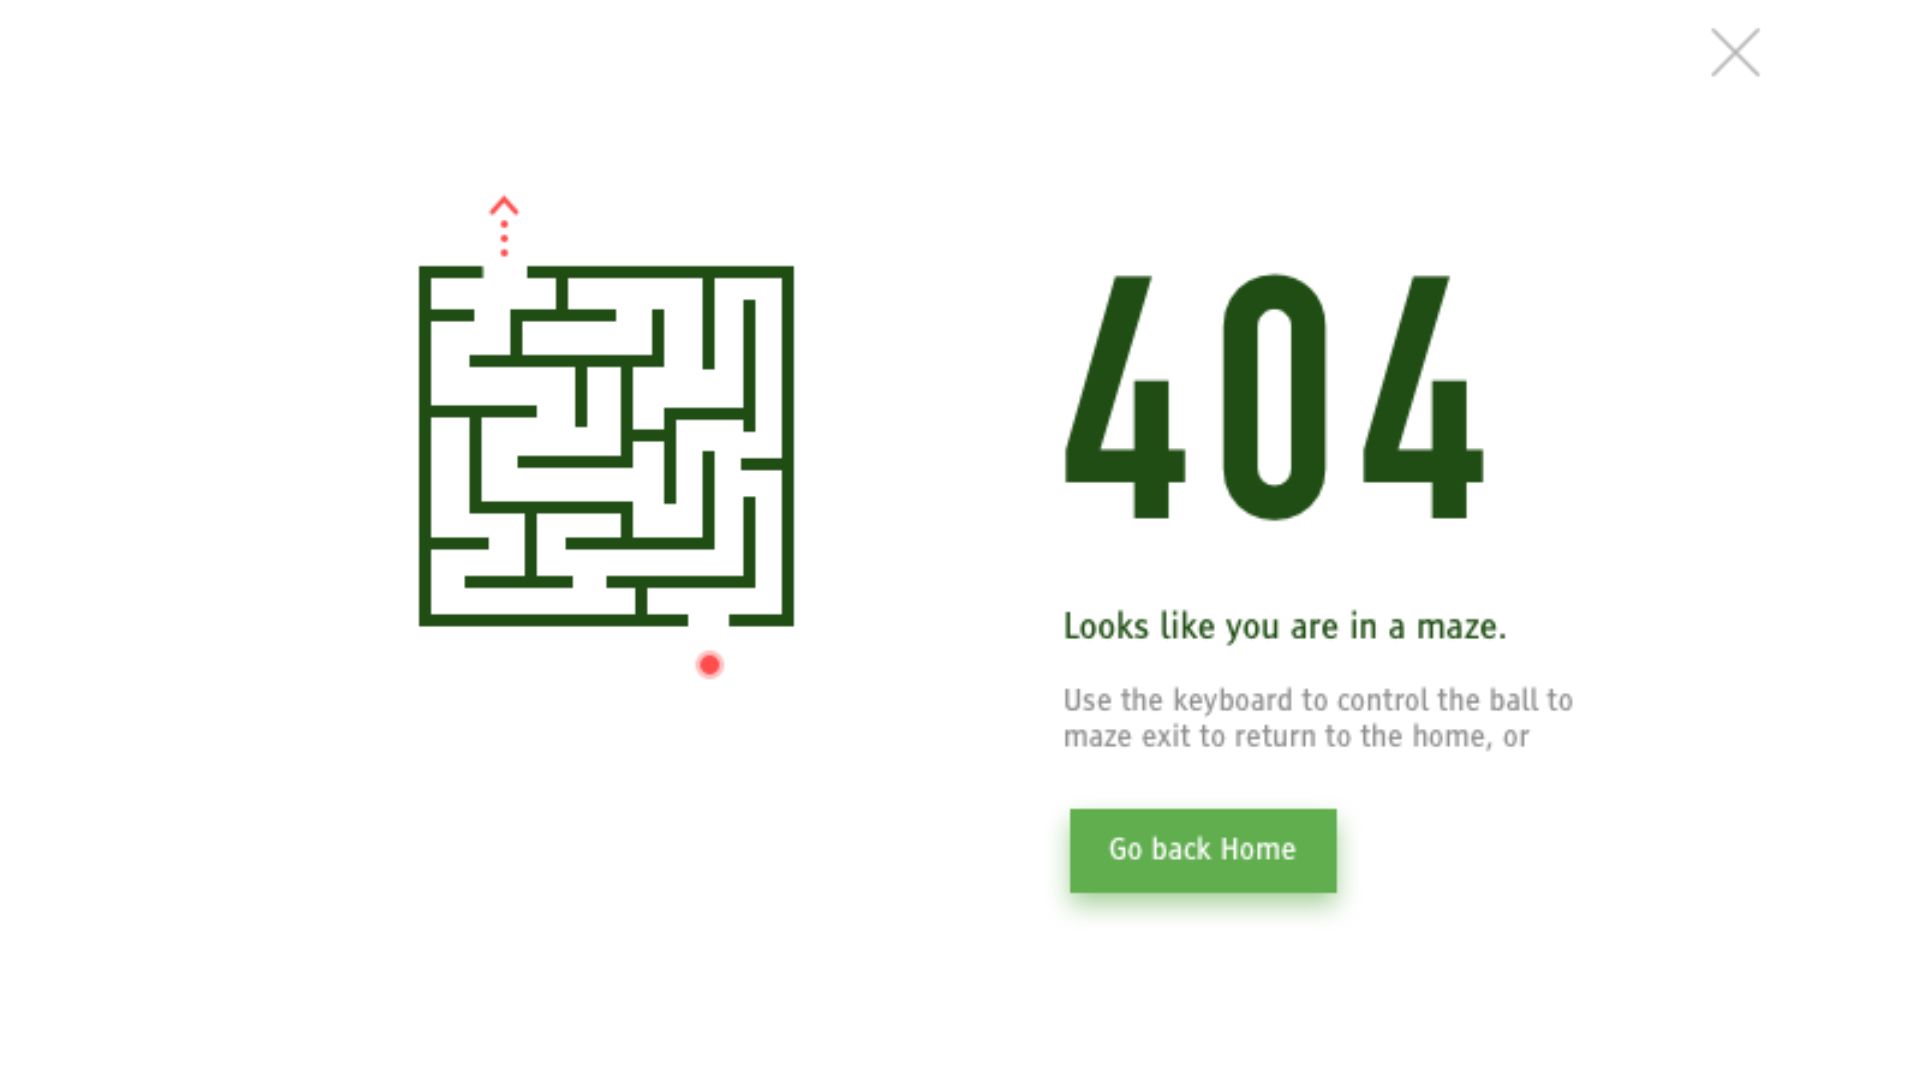 404
Looks like you are in a maze.
Use the keyboard to control the ball to
maze exit to return to the home, or
Go back Home